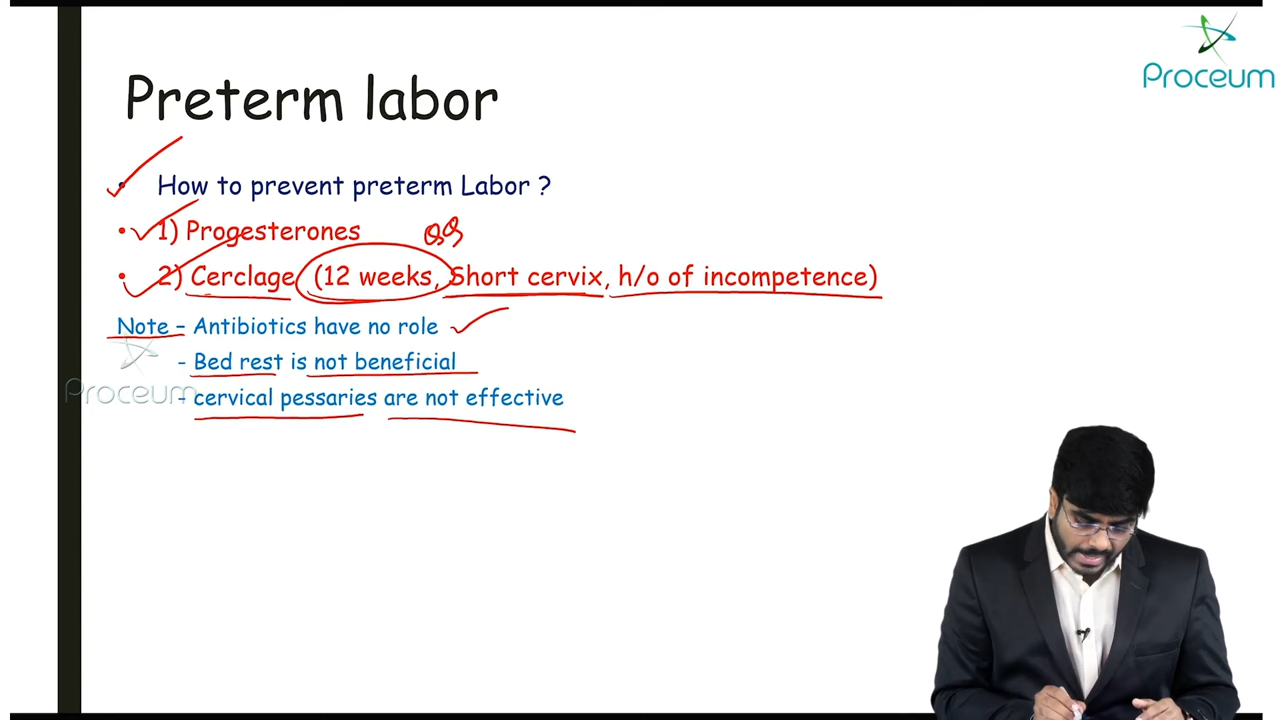 Proceum
Preterm labor
• How to prevent preterm Labor ?
• 1) Progesterones
• 2) Cerclage (12 weeks, Short cervix, h/o of incompetence)
Note – Antibiotics have no role
- Bed rest is not beneficial
- cervical pessaries are not effective
Proceum